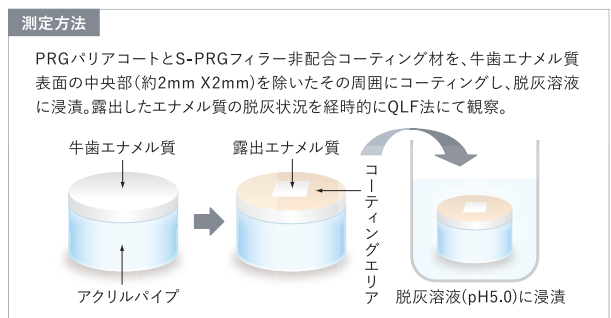 測定方法
PRGバリアコートとS-PRGフィラー非配合コーティング材を、牛歯エナメル質
表面の中央部(約2mm X2mm)を除いたその周囲にコーティングし、脱灰溶液
に浸漬。露出したエナメル質の脱灰状況を経時的にQLF法にて観察。
牛歯エナメル質
露出エナメル質
コーティングエリア
アクリルパイプ
脱灰溶液(pH5.0)に浸漬